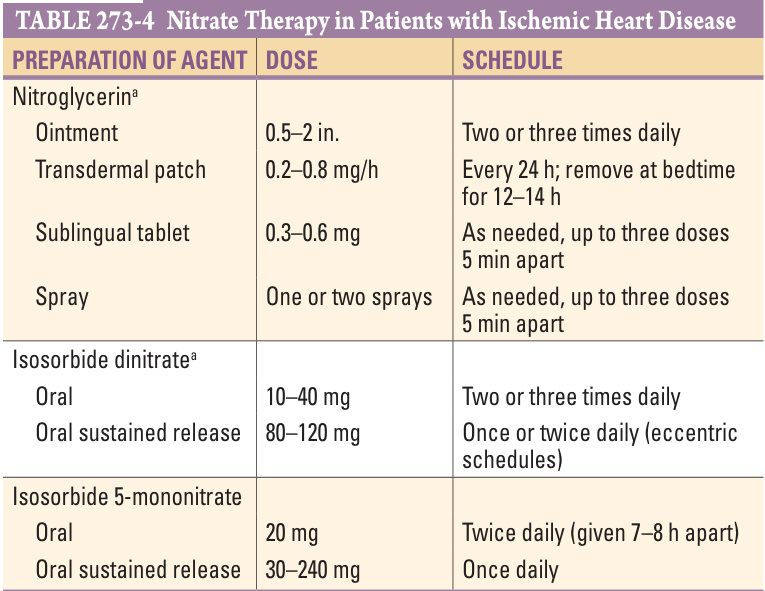 TABLE 273-4 Nitrate Therapy in Patients with Ischemic Heart Disease
PREPARATION OF AGENT DOSE SCHEDULE
Nitroglycerinᵃ
Ointment 0.5–2 in. Two or three times daily
Transdermal patch 0.2–0.8 mg/h Every 24 h; remove at bedtime
for 12–14 h
Sublingual tablet 0.3–0.6 mg As needed, up to three doses
5 min apart
Spray One or two sprays As needed, up to three doses
5 min apart
Isosorbide dinitrateᵃ
Oral 10–40 mg Two or three times daily
Oral sustained release 80–120 mg Once or twice daily (eccentric
schedules)
Isosorbide 5-mononitrate
Oral 20 mg Twice daily (given 7–8 h apart)
Oral sustained release 30–240 mg Once daily